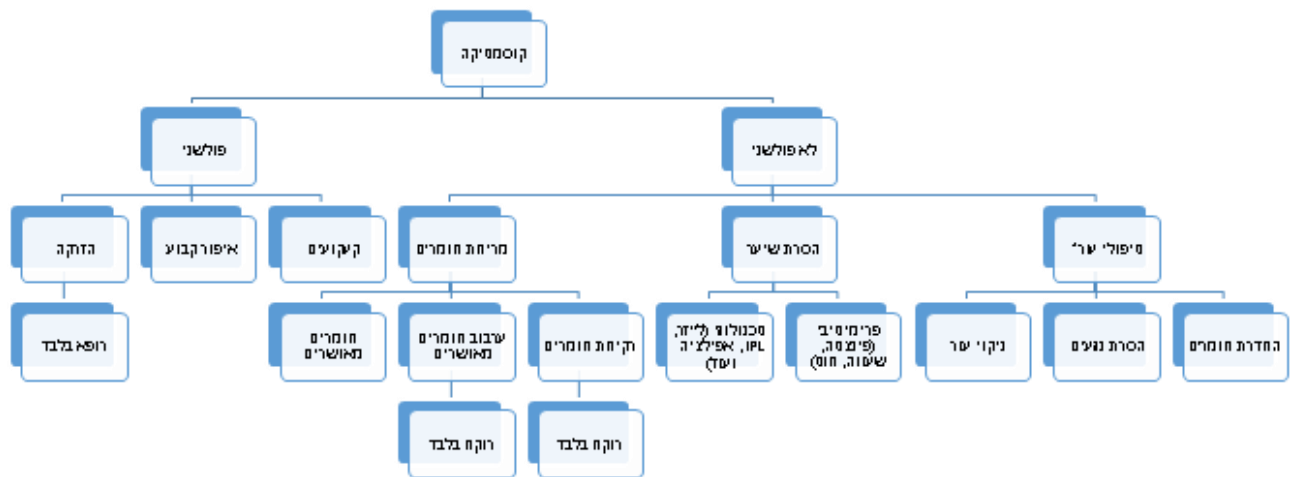 קוסמטיקה
לא פולשני
פולשני
טיפולי עור*
הסרת שיער
מריחת חומרים
קעקועים
איפור קבוע
הזרקה
החדרת חומרים
הסרת נגעים
ניקוי עור
פרימיטיבי
(פינצטה,
שעווה, חוט)
טכנולוגי (לייזר,
IPL, אפילציה
ועוד)
רקיחת חומרים
ערבוב חומרים
מאושרים
חומרים
מאושרים
רופא בלבד
רוקח בלבד
רוקח בלבד